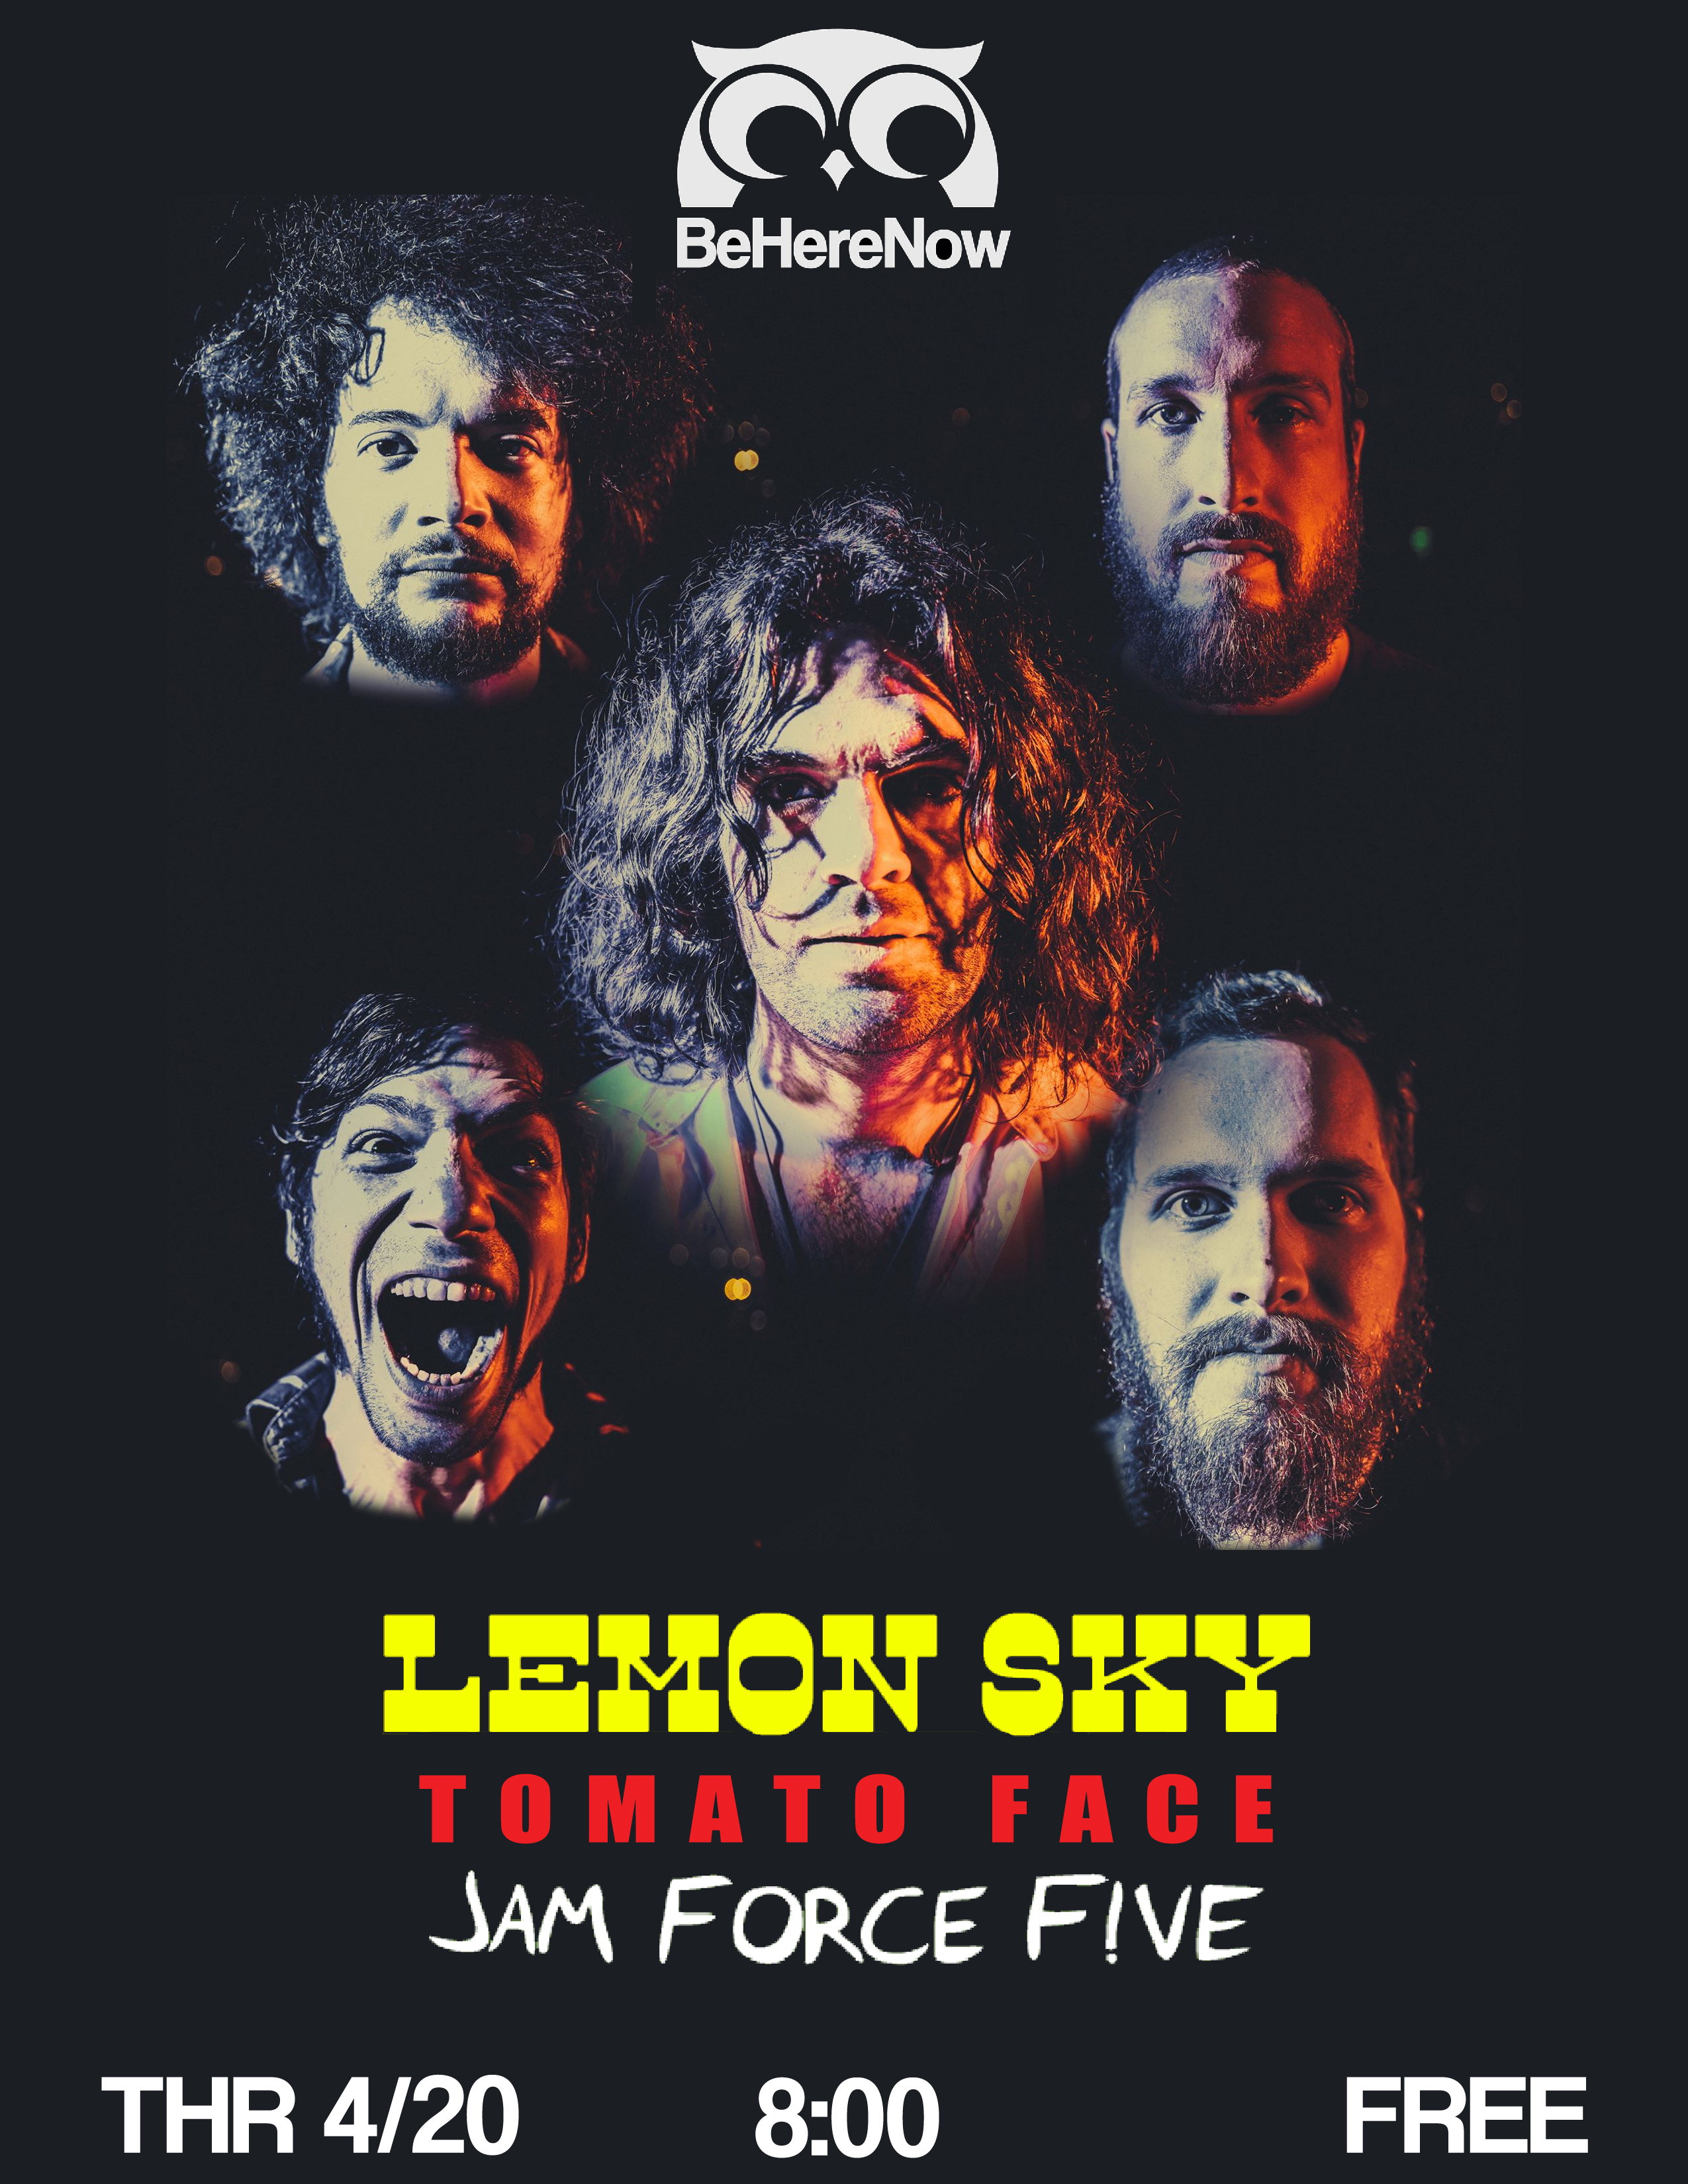 BeHereNow
LEMON SKY
TOMATO FACE
JAM FORCE F!VE
THR 4/20 8:00 FREE